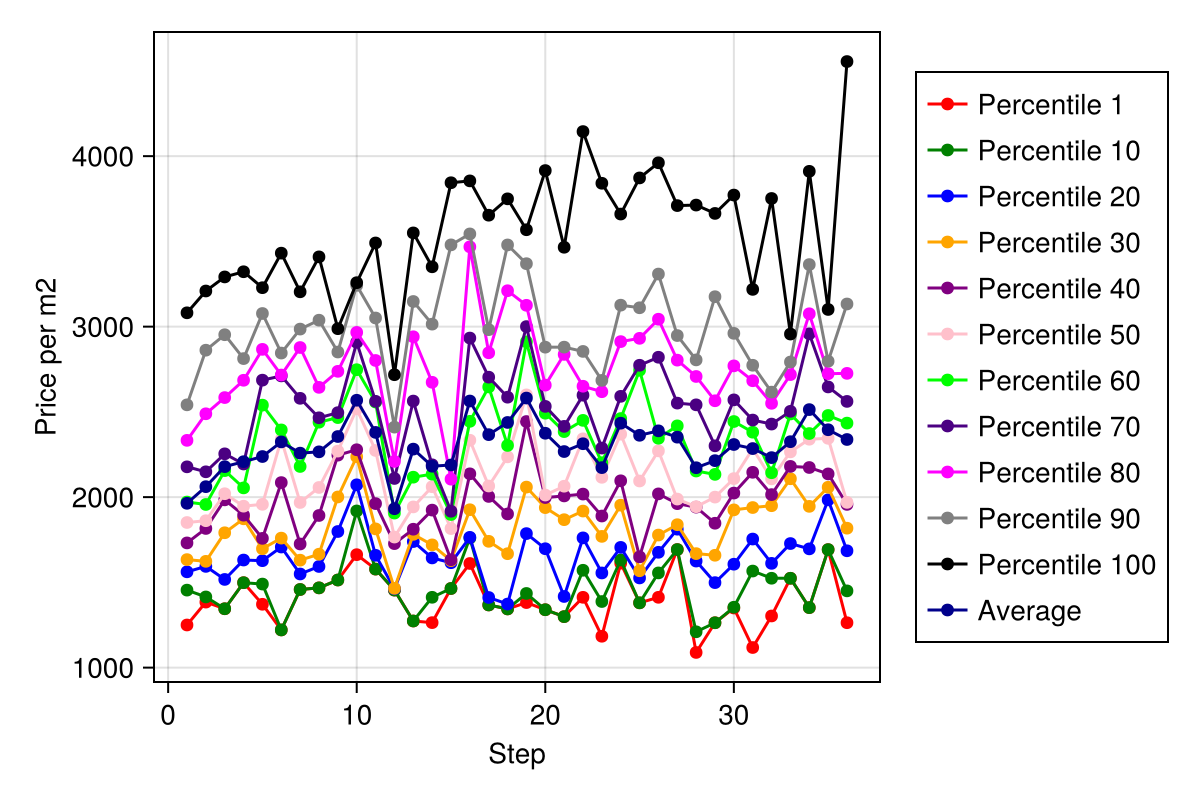 Price per m2
4000
3000
2000
1000
0
10
20
30
Step
Percentile 1
Percentile 10
Percentile 20
Percentile 30
Percentile 40
Percentile 50
Percentile 60
Percentile 70
Percentile 80
Percentile 90
Percentile 100
Average